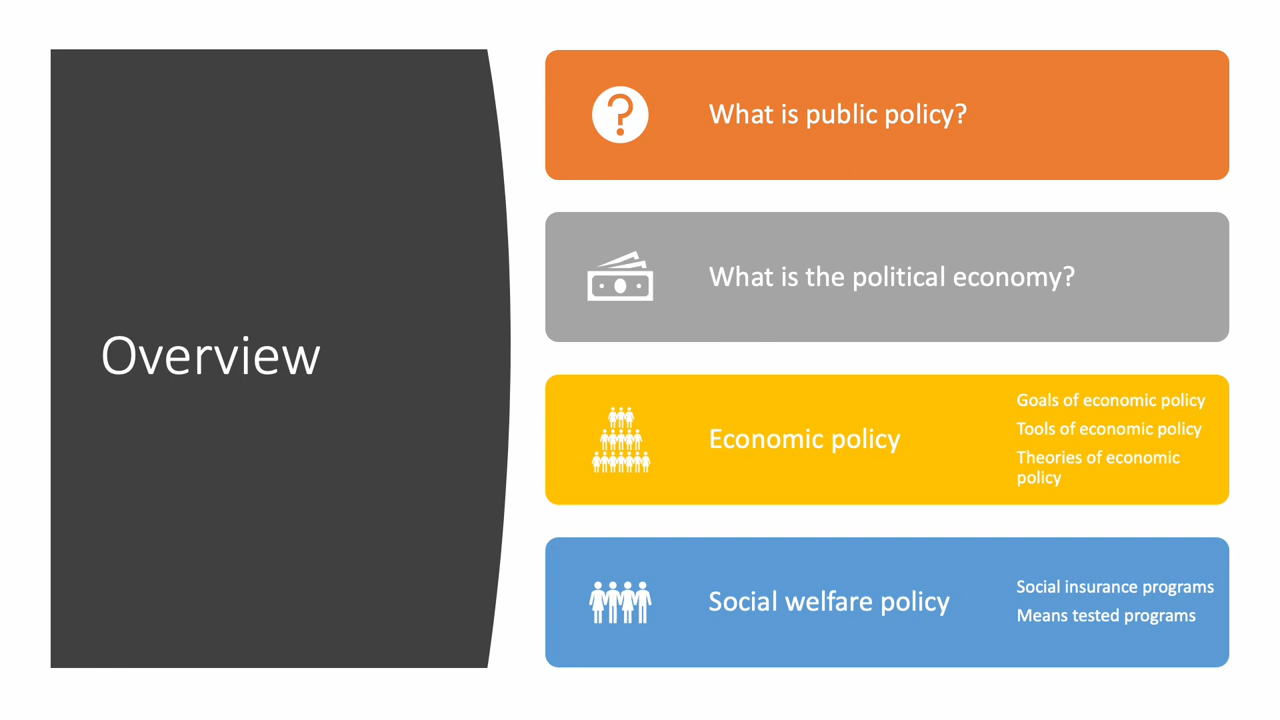 Overview
What is public policy?
What is the political economy?
Economic policy
Goals of economic policy
Tools of economic policy
Theories of economic
policy
Social welfare policy
Social insurance programs
Means tested programs